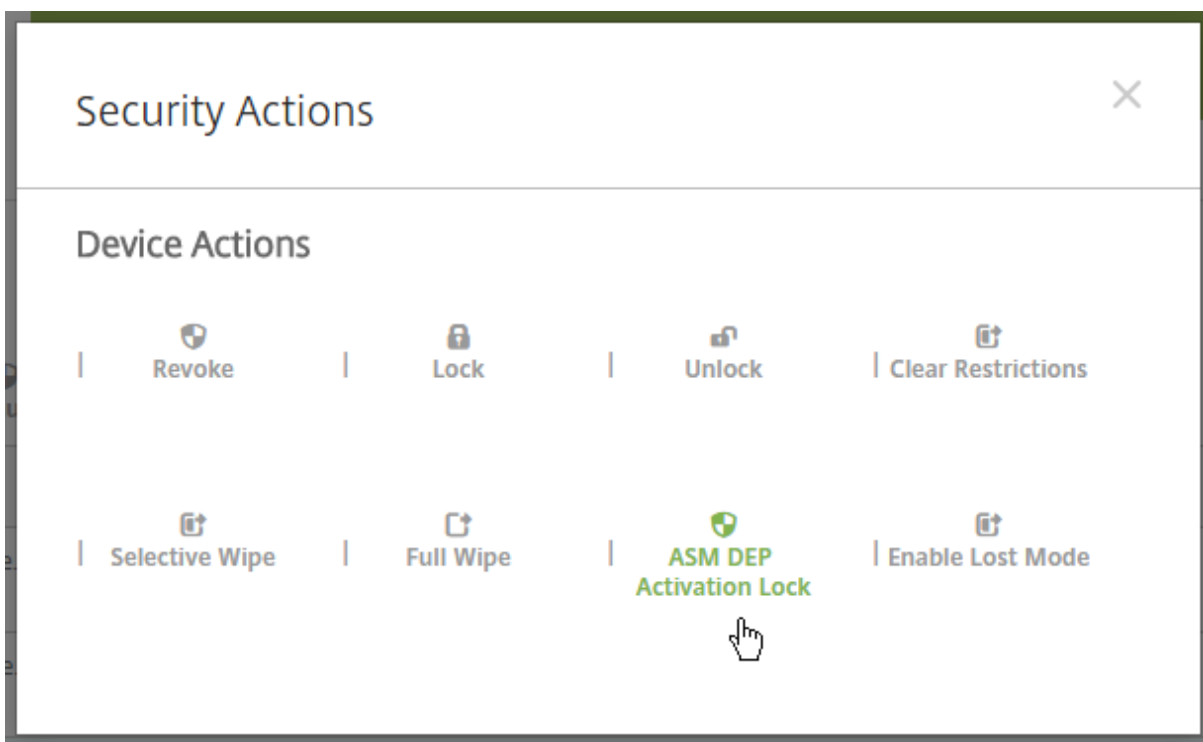 Security Actions
Device Actions
Revoke
Lock
Unlock
Clear Restrictions
Selective Wipe
Full Wipe
ASM DEP
Activation Lock
Enable Lost Mode